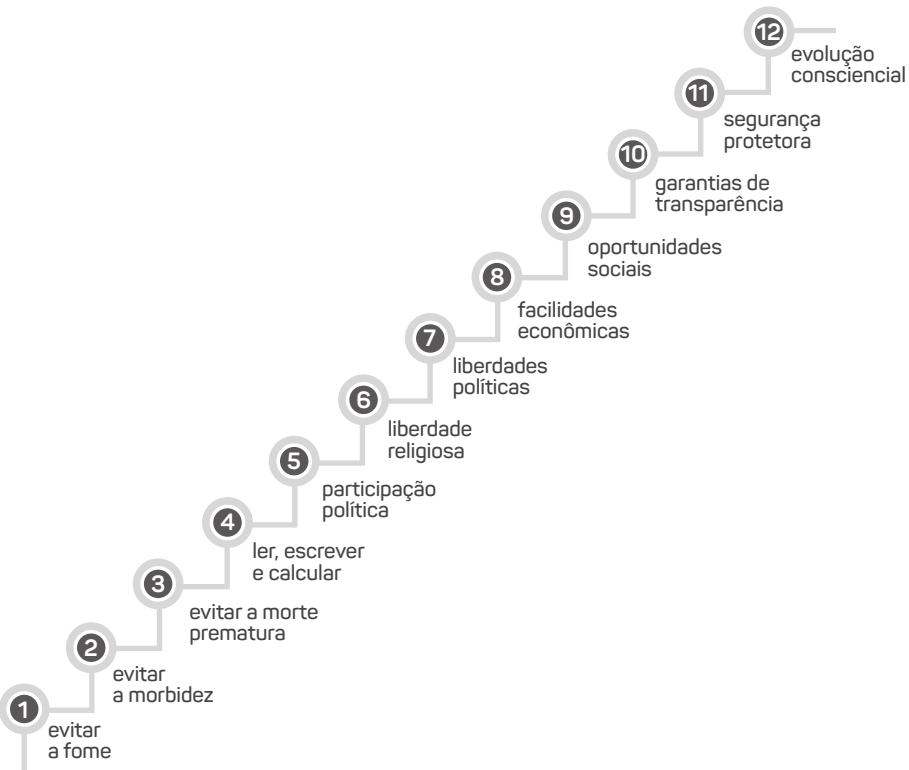 12
evolução
consciencial
11
segurança
protetora
10
garantias de
transparência
9
oportunidades
sociais
8
facilidades
econômicas
7
liberdades
políticas
6
liberdade
religiosa
5
participação
política
4
ler, escrever
e calcular
3
evitar a morte
prematura
2
evitar
a morbidez
1
evitar
a fome